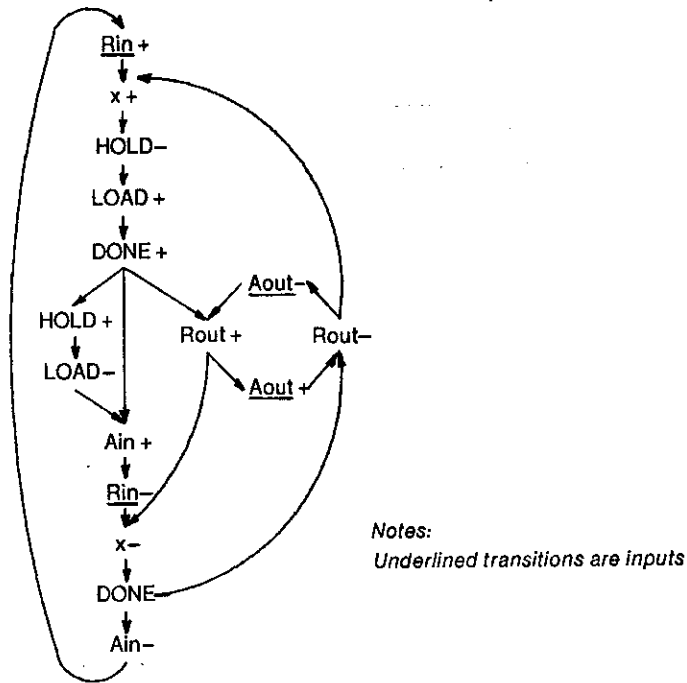 Rin +
x +
HOLD–
LOAD +
DONE +
Aout–
HOLD +
Rout +
Rout–
LOAD–
Aout +
Ain +
Rin–
x–
Notes:
Underlined transitions are inputs
DONE–
Ain–